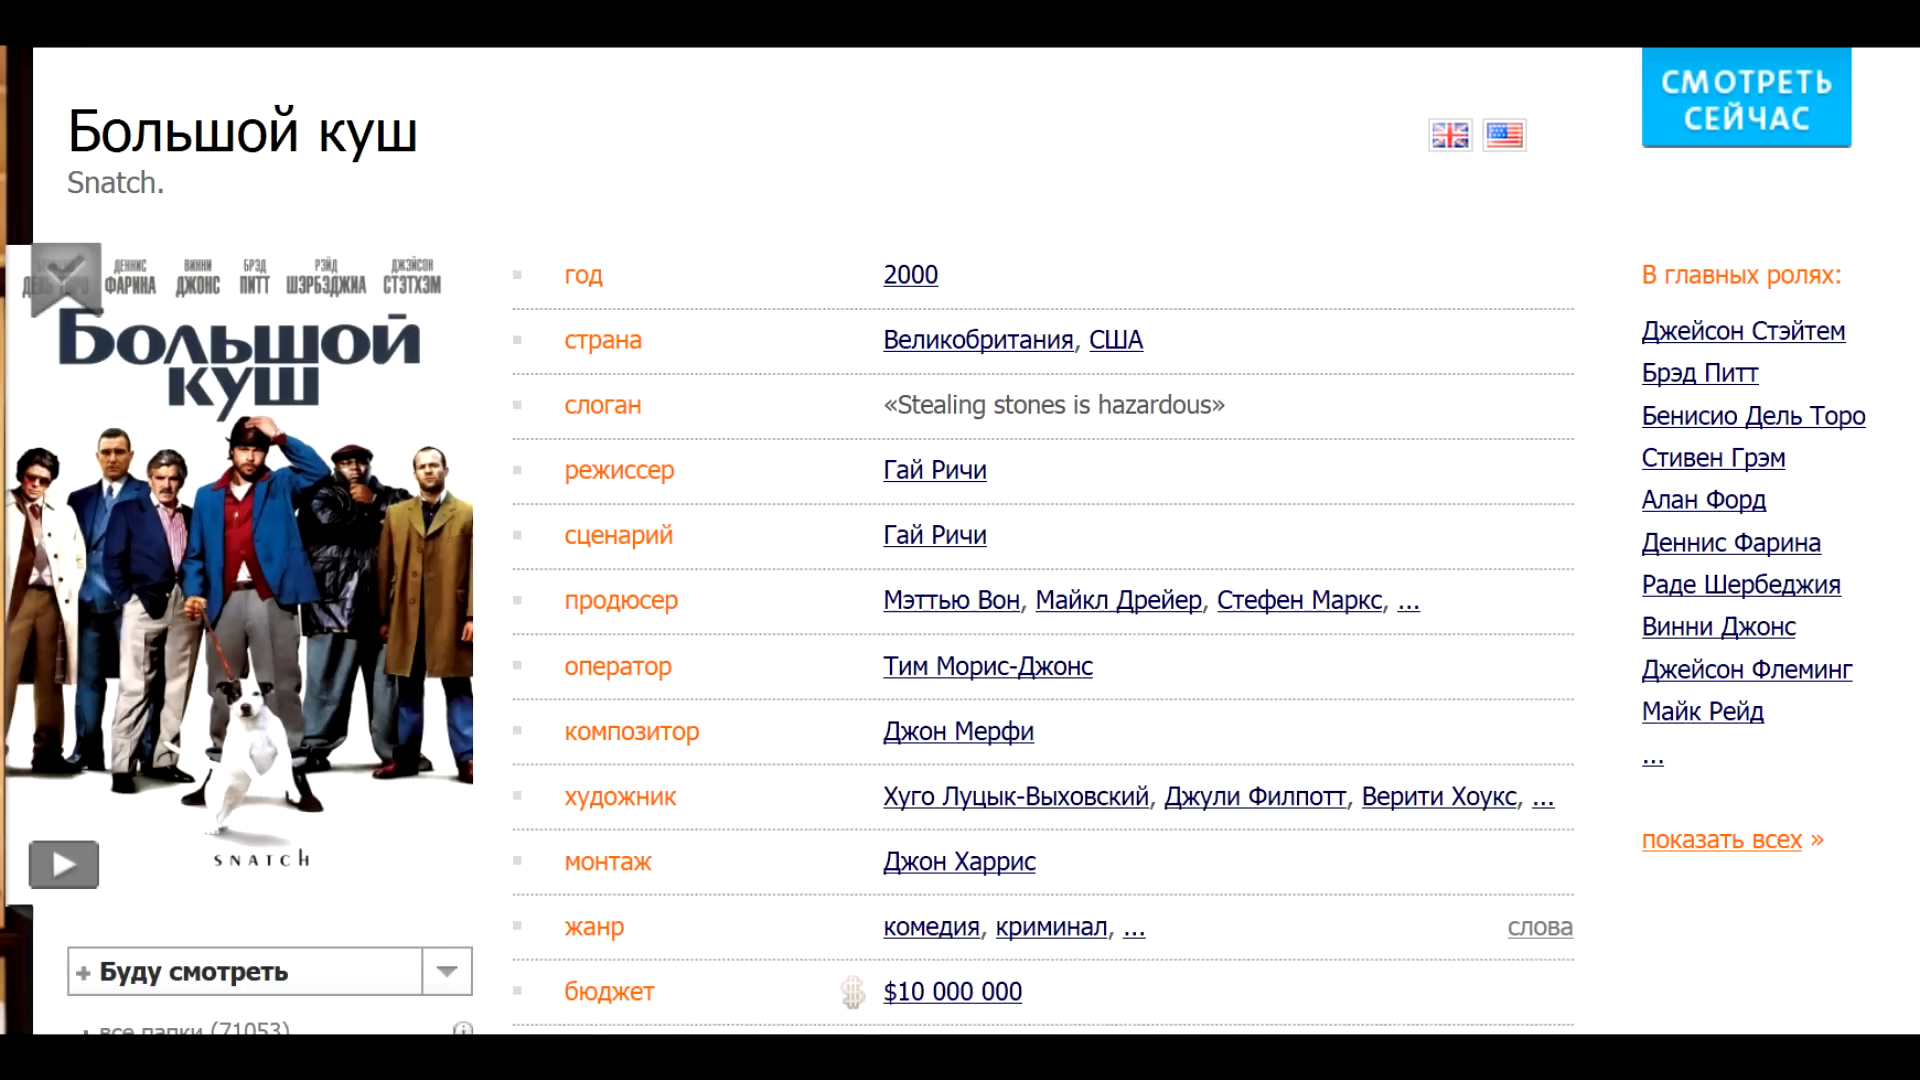 СМОТРЕТЬ
СЕЙЧАС
Большой куш
Snatch.
ДЕННИС ВИННИ БРЭД РЭЙД ДЖЭЙСОН
ФАРИНА ДЖОНС ПИТТ ШЭРБЭДЖИА СТЭТХЭМ
Большой
куш
SNATCH
+ Буду смотреть
все папки (71053)
год 2000
страна Великобритания, США
слоган «Stealing stones is hazardous»
режиссер Гай Ричи
сценарий Гай Ричи
продюсер Мэттью Вон, Майкл Дрейер, Стефен Маркс, ...
оператор Тим Морис-Джонс
композитор Джон Мерфи
художник Хуго Луцык-Выховский, Джули Филпотт, Верити Хоукс, ...
монтаж Джон Харрис
жанр комедия, криминал, ... слова
бюджет $10 000 000
В главных ролях:
Джейсон Стэйтем
Брэд Питт
Бенисио Дель Торо
Стивен Грэм
Алан Форд
Деннис Фарина
Раде Шербеджия
Винни Джонс
Джейсон Флеминг
Майк Рейд
...
показать всех »